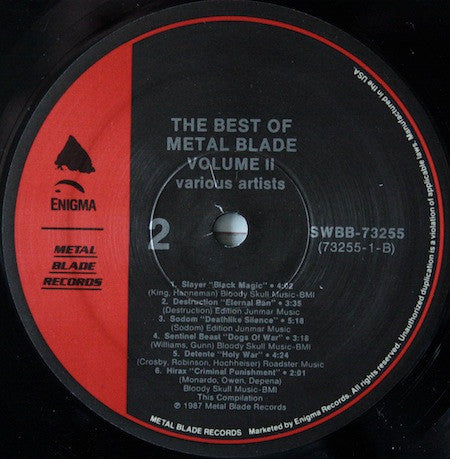 THE BEST OF
METAL BLADE
VOLUME II
various artists
ENIGMA
METAL
BLADE
RECORDS
2
SWBB-73255
(73255-1-B)
1. Slayer "Black Magic" • 4:02
(King, Hanneman) Bloody Skull Music-BMI
2. Destruction "Eternal Ban" • 3:35
(Destruction) Edition Junmar Music
3. Sodom "Deathlike Silence" • 5:18
(Sodom) Edition Junmar Music
4. Sentinel Beast "Dogs Of War" • 3:18
(Williams, Gunn) Bloody Skull Music-BMI
5. Detente "Holy War" • 4:24
(Crosby, Robinson, Hochheiser) Roadster Music
6. Hirax "Criminal Punishment" • 2:01
(Monardo, Owen, Depena)
Bloody Skull Music-BMI
This Compilation
℗ 1987 Metal Blade Records
METAL BLADE RECORDS Marketed by Enigma Records. Unauthorized duplication is a violation of applicable laws. Manufactured in the USA.